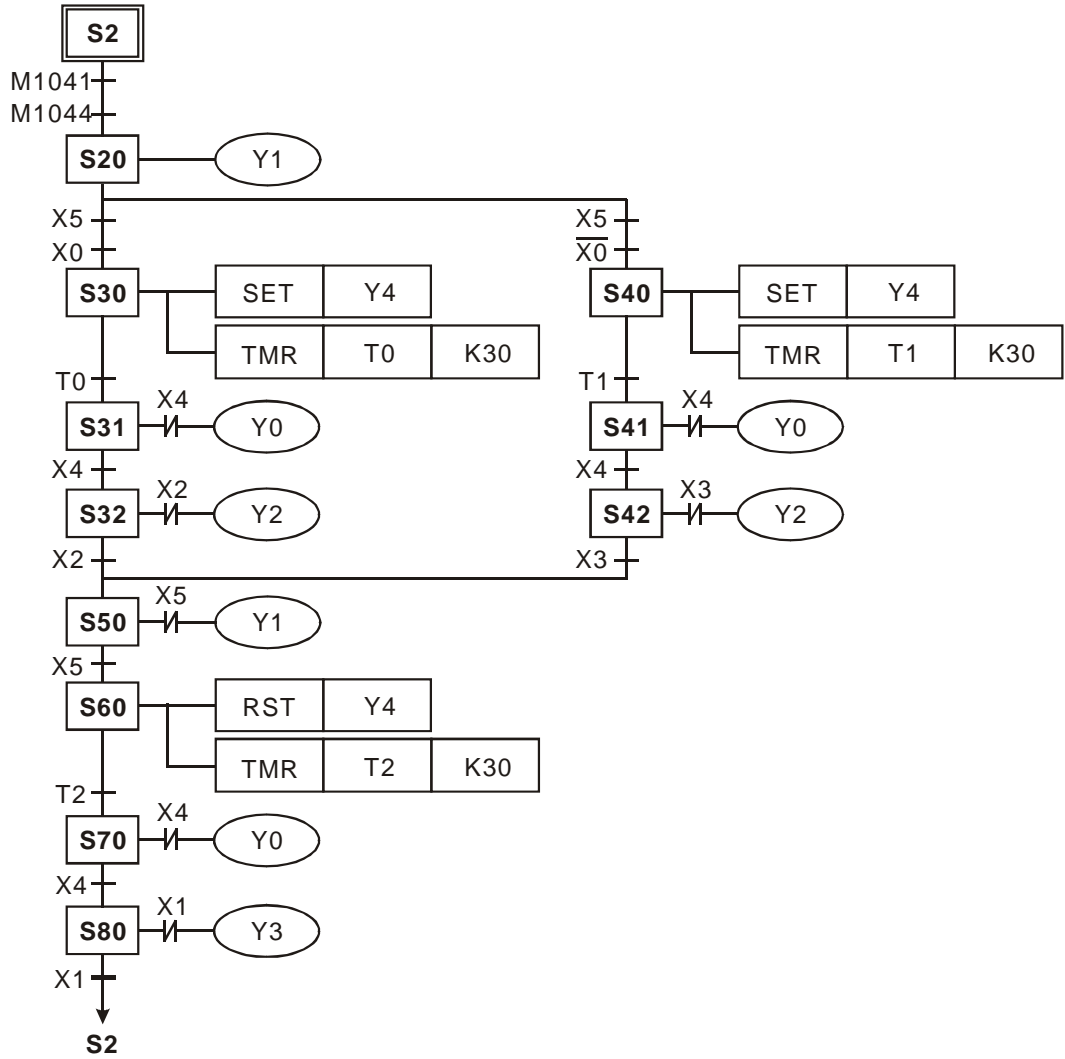 S2
M1041
M1044
S20 Y1
X5 X5
X0 X̅0̅
S30 SET Y4 S40 SET Y4
TMR T0 K30 TMR T1 K30
T0 T1
X4 X4
S31 Y0 S41 Y0
X4 X4
X2 X3
S32 Y2 S42 Y2
X2 X3
X5
S50 Y1
X5
S60 RST Y4
TMR T2 K30
T2
X4
S70 Y0
X4
X1
S80 Y3
X1
S2